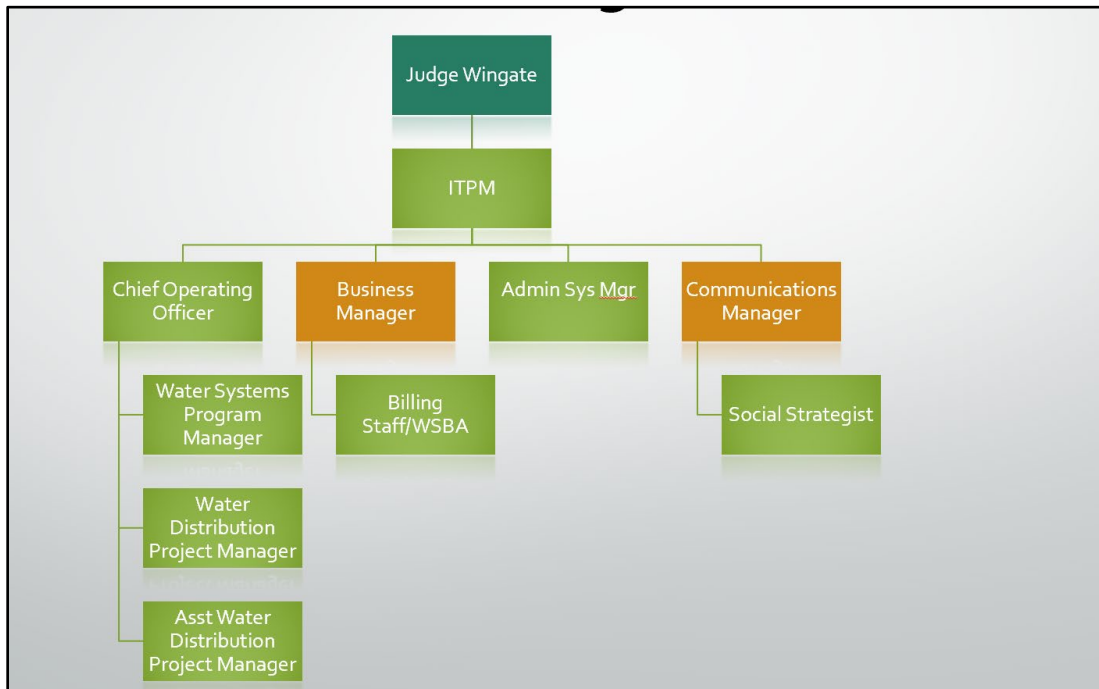 Judge Wingate
ITPM
Chief Operating
Officer
Business
Manager
Admin Sys Mgr
Communications
Manager
Water Systems
Program
Manager
Billing
Staff/WSBA
Social Strategist
Water
Distribution
Project Manager
Asst Water
Distribution
Project Manager